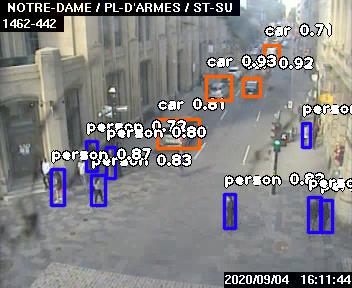 NOTRE-DAME / PL-D'ARMES / ST-SU
1462-442
car 0.71
car 0.93
0.92
car 0.81
person
person 0.72
person 0.80
person 0.87
0.83
person 0.82
2020/09/04 16:11:44